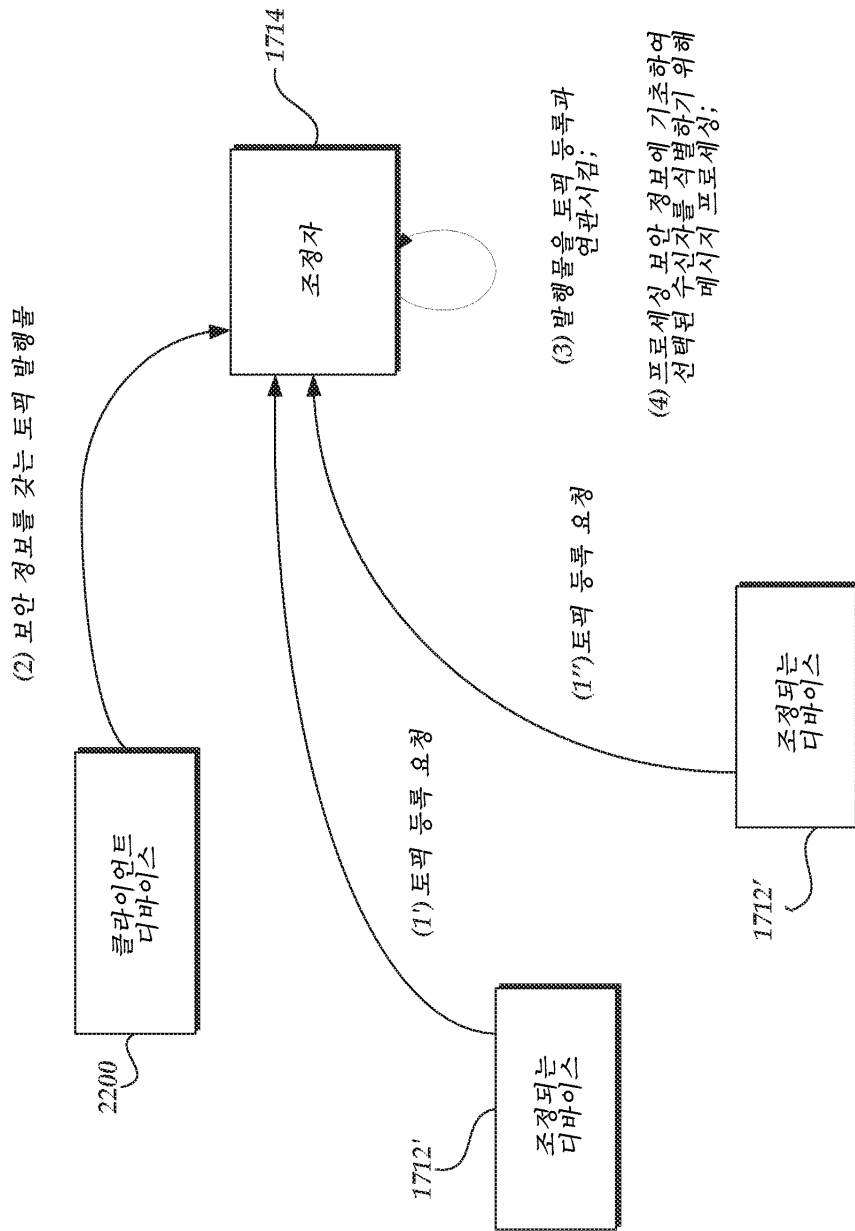 (2) 보안 정보를 갖는 토픽 발행물
클라이언트
디바이스
2200
조정자
1714
(1') 토픽 등록 요청
(1'') 토픽 등록 요청
(3) 발행물을 토픽 등록과
연관시킴;
(4) 프로세싱 보안 정보에 기초하여
선택된 수신자를 식별하기 위해
메시지 프로세싱;
조정되는
디바이스
1712'
조정되는
디바이스
1712'